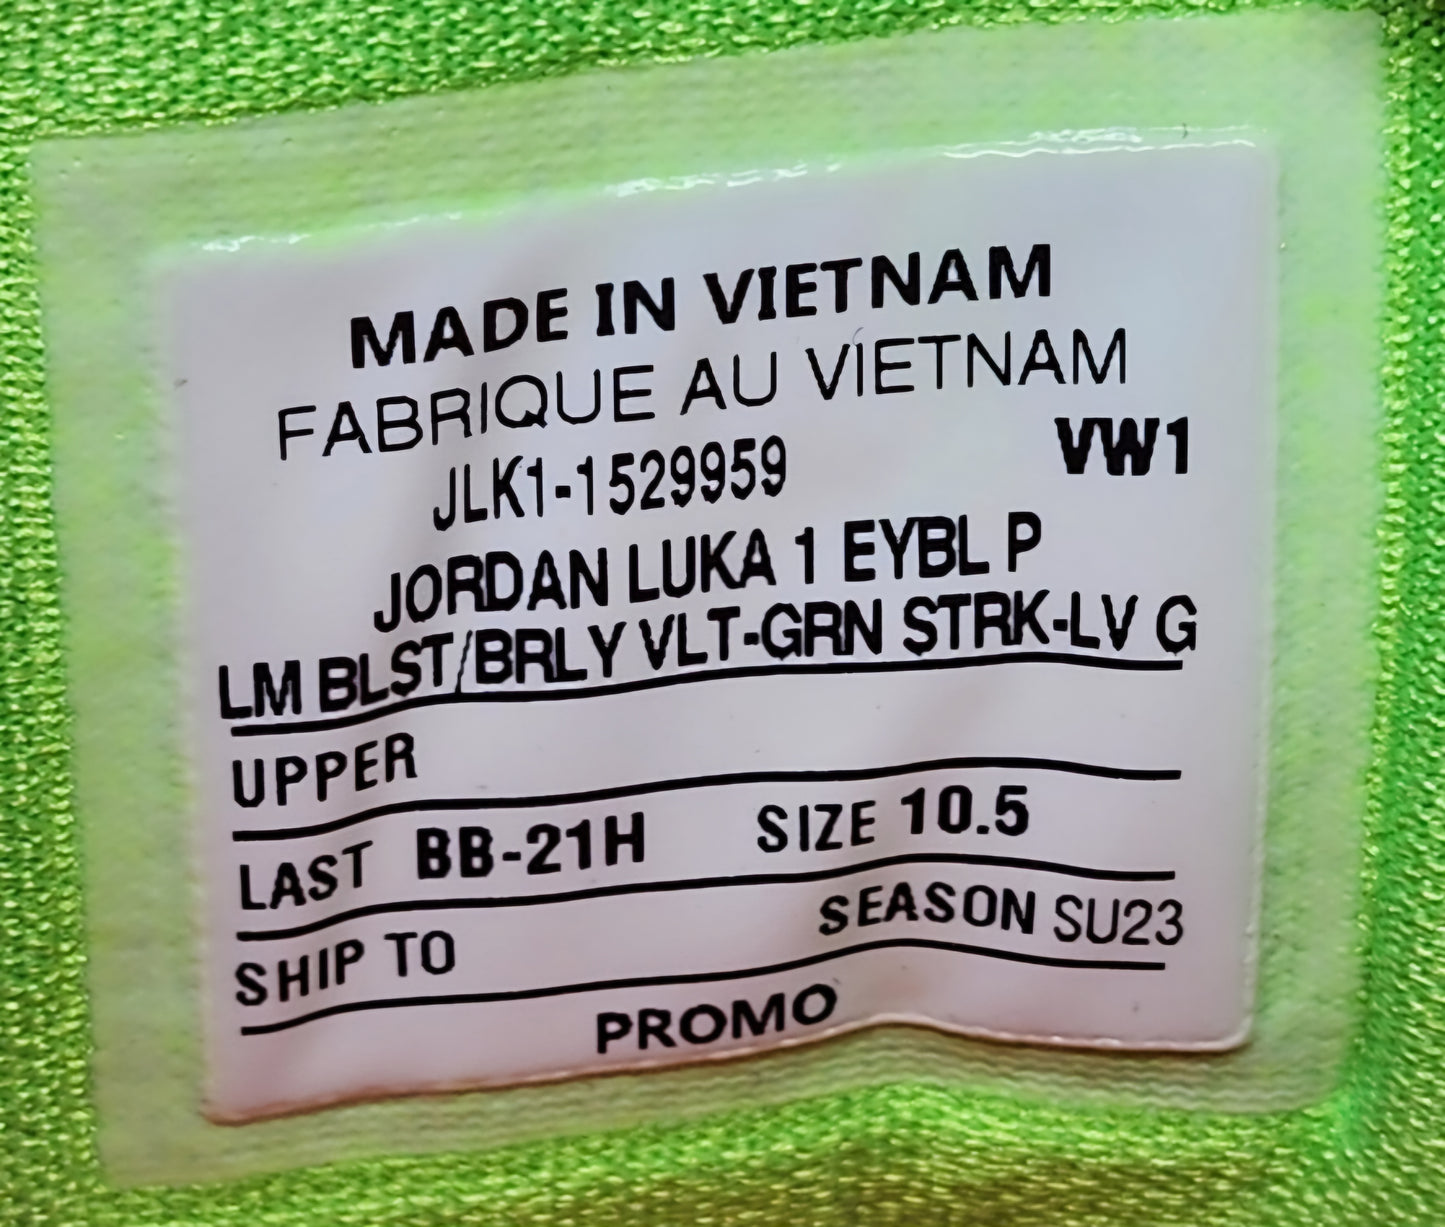 MADE IN VIETNAM
FABRIQUE AU VIETNAM
JLK1-1529959 VW1
JORDAN LUKA 1 EYBL P
LM BLST/BRLY VLT-GRN STRK-LV G
UPPER
LAST BB-21H SIZE 10.5
SHIP TO SEASON SU23
PROMO